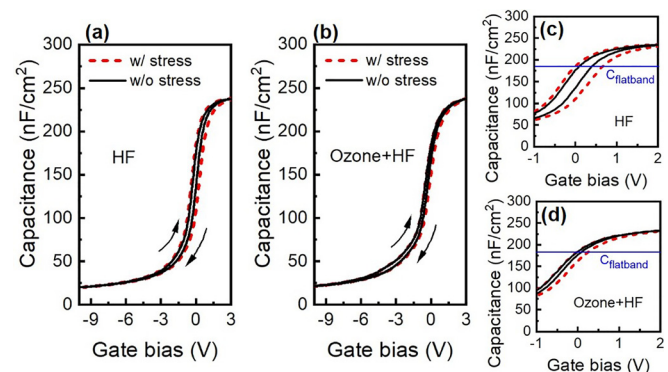 (a)
Capacitance (nF/cm²)
300
250
200
150
100
50
0
w/ stress
w/o stress
HF
-9 -6 -3 0 3
Gate bias (V)
(b)
Capacitance (nF/cm²)
300
250
200
150
100
50
0
w/ stress
w/o stress
Ozone+HF
-9 -6 -3 0 3
Gate bias (V)
(c)
Capacitance (nF/cm²)
300
250
200
150
100
50
0
Cflatband
HF
-1 0 1 2
Gate bias (V)
(d)
Capacitance (nF/cm²)
300
250
200
150
100
50
0
Cflatband
Ozone+HF
-1 0 1 2
Gate bias (V)